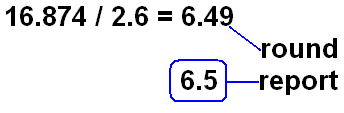 16.874 / 2.6 = 6.49
round
6.5 report